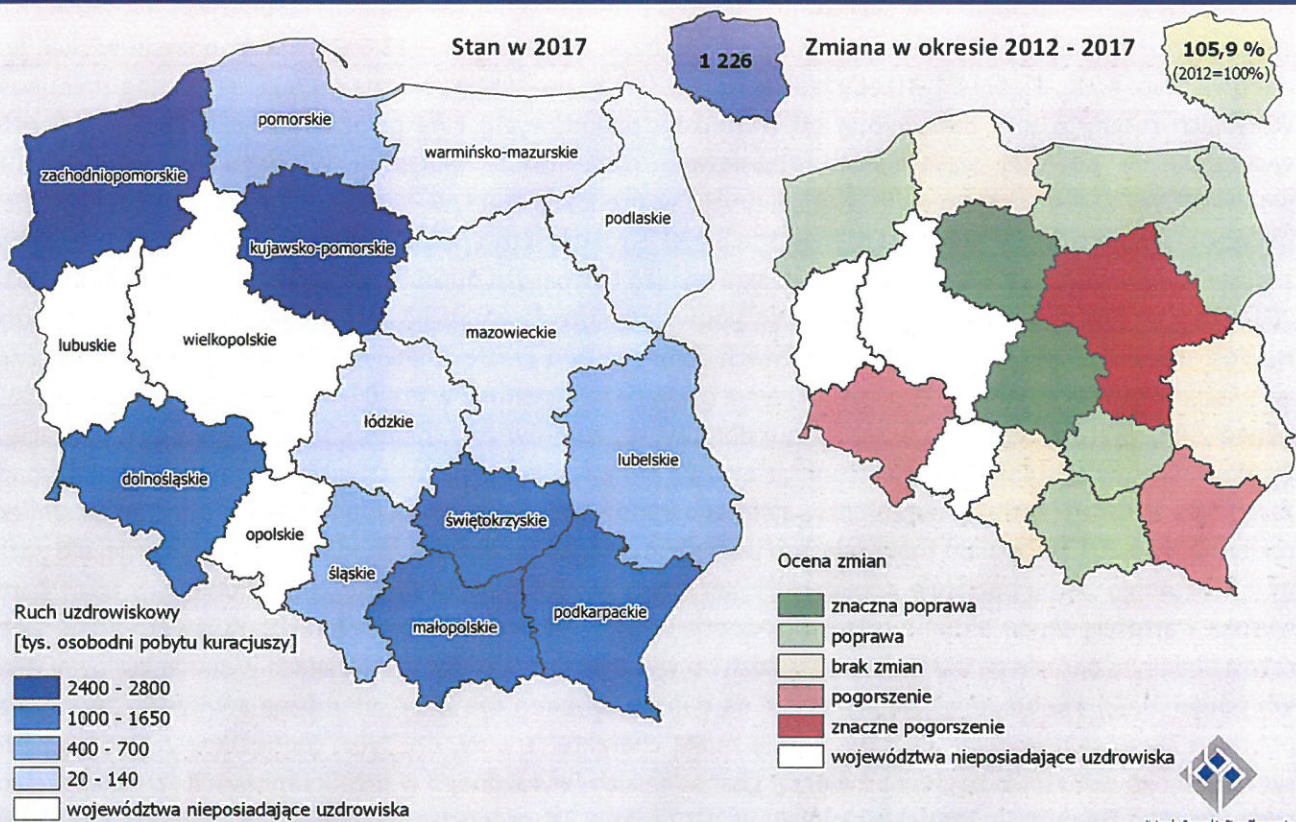 Stan w 2017
1 226
Zmiana w okresie 2012 - 2017
105,9 %
(2012=100%)
pomorskie
warmińsko-mazurskie
zachodniopomorskie
podlaskie
kujawsko-pomorskie
mazowieckie
wielkopolskie
lubuskie
łódzkie
lubelskie
dolnośląskie
świętokrzyskie
opolskie
śląskie
podkarpackie
małopolskie
Ruch uzdrowiskowy
[tys. osobodni pobytu kuracjuszy]
2400 - 2800
1000 - 1650
400 - 700
20 - 140
województwa nieposiadające uzdrowiska
Ocena zmian
znaczna poprawa
poprawa
brak zmian
pogorszenie
znaczne pogorszenie
województwa nieposiadające uzdrowiska